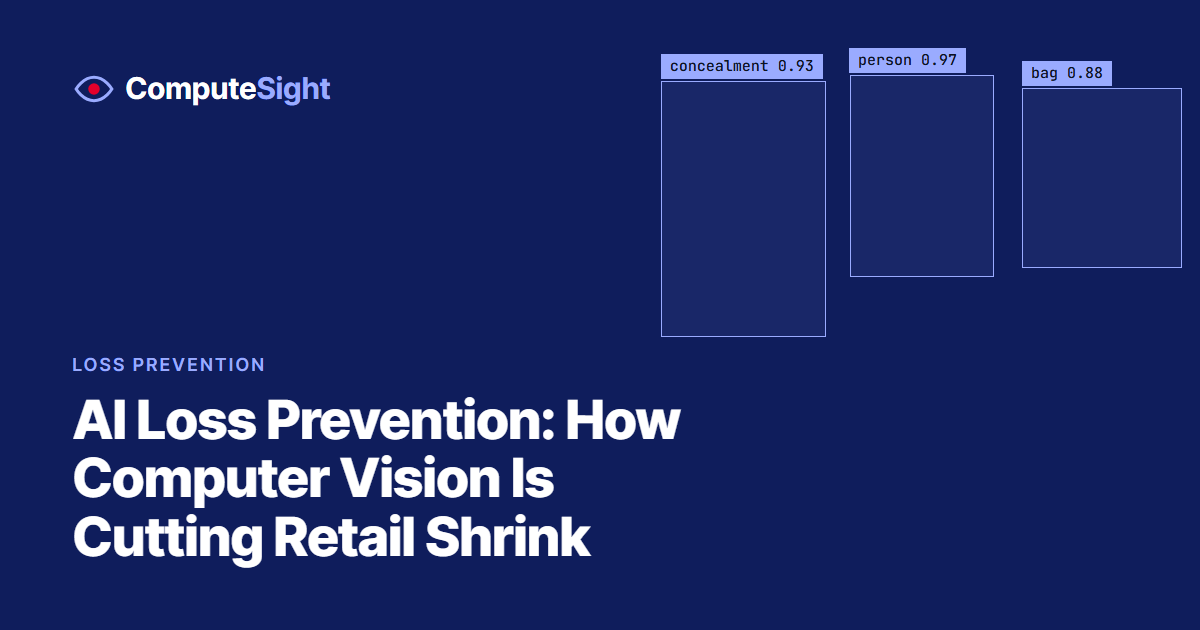 ComputeSight
concealment 0.93
person 0.97
bag 0.88
LOSS PREVENTION
AI Loss Prevention: How
Computer Vision Is
Cutting Retail Shrink